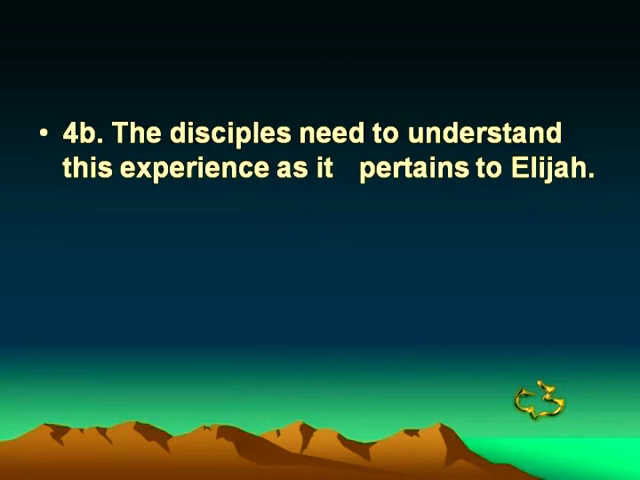 • 4b. The disciples need to understand
this experience as it   pertains to Elijah.